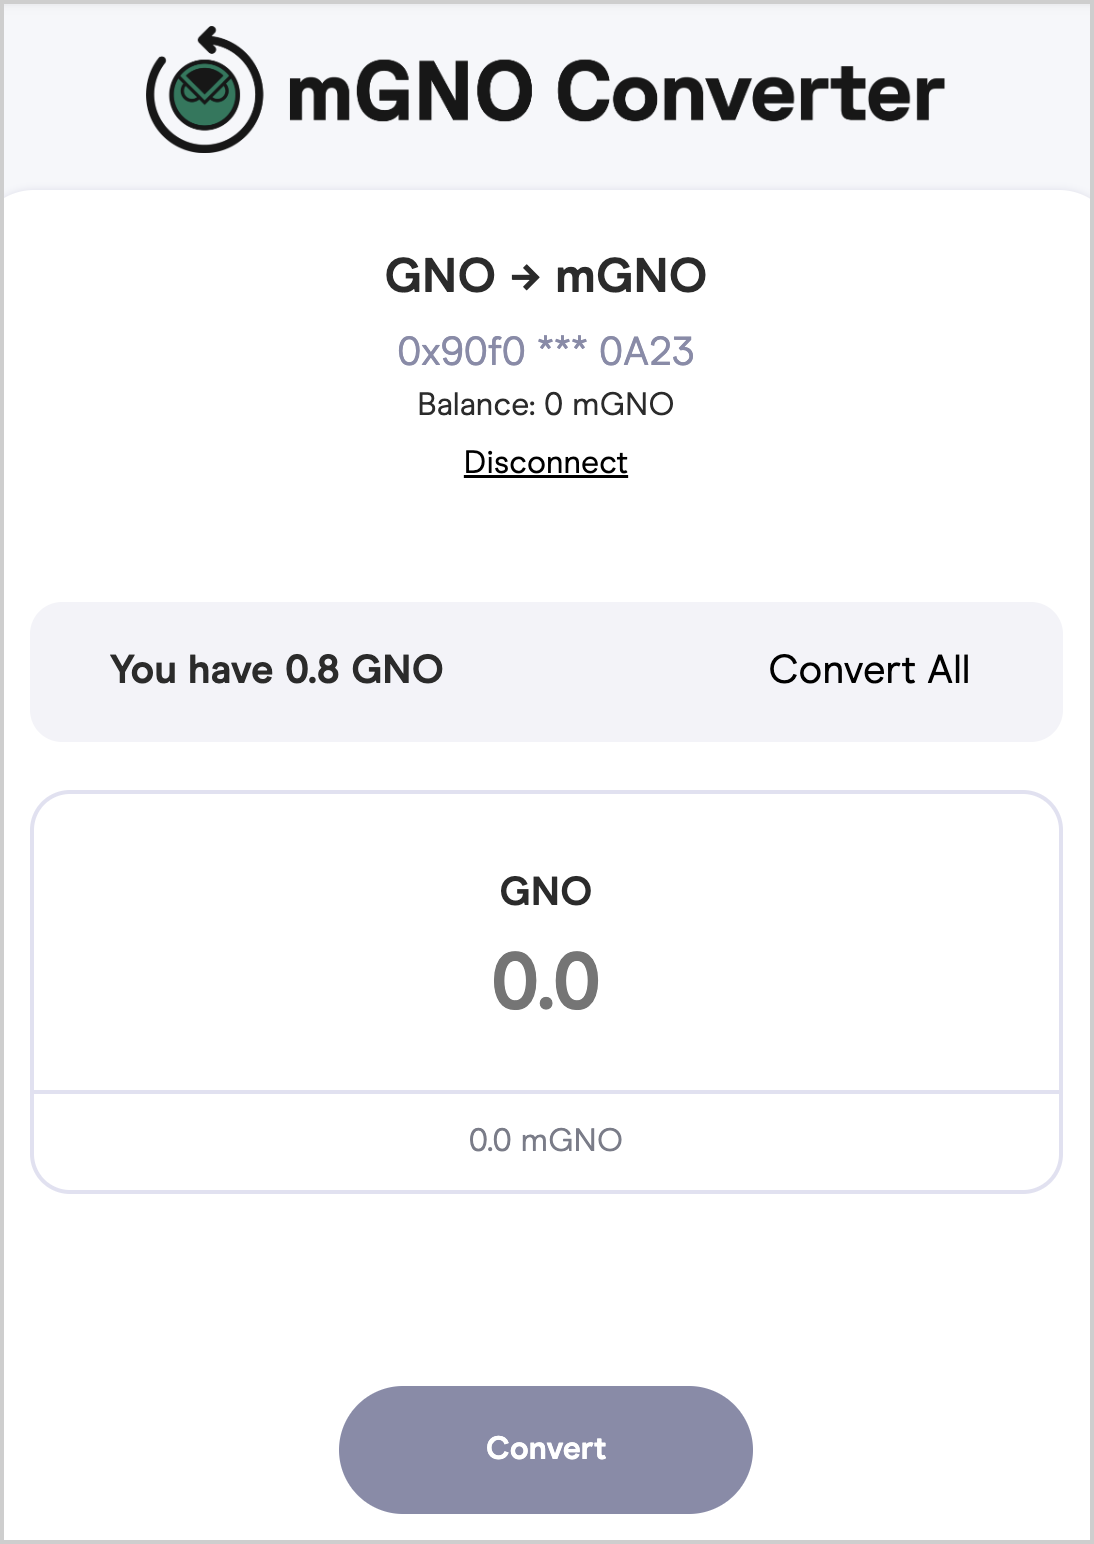 mGNO Converter
GNO → mGNO
0x90f0 *** 0A23
Balance: 0 mGNO
Disconnect
You have 0.8 GNO
Convert All
GNO
0.0
0.0 mGNO
Convert